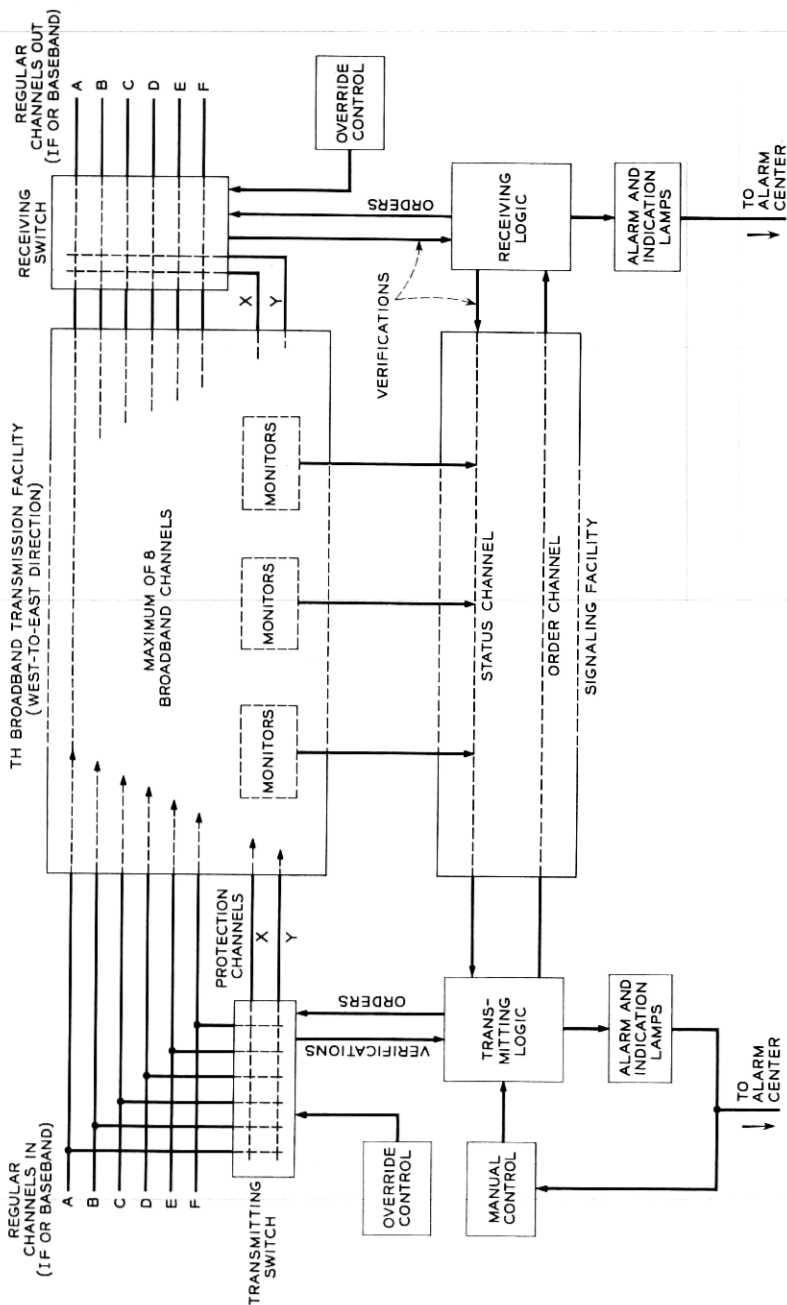 TH BROADBAND TRANSMISSION FACILITY
(WEST-TO-EAST DIRECTION)
REGULAR
CHANNELS IN
(IF OR BASEBAND)
A
B
C
D
E
F
TRANSMITTING
SWITCH
PROTECTION
CHANNELS
X
Y
MAXIMUM OF 8
BROADBAND CHANNELS
MONITORS
MONITORS
MONITORS
RECEIVING
SWITCH
X
Y
REGULAR
CHANNELS OUT
(IF OR BASEBAND)
A
B
C
D
E
F
OVERRIDE
CONTROL
VERIFICATIONS
ORDERS
OVERRIDE
CONTROL
VERIFICATIONS
ORDERS
MANUAL
CONTROL
TRANS-
MITTING
LOGIC
STATUS CHANNEL
ORDER CHANNEL
SIGNALING FACILITY
RECEIVING
LOGIC
ALARM AND
INDICATION
LAMPS
ALARM AND
INDICATION
LAMPS
TO
ALARM
CENTER
TO
ALARM
CENTER